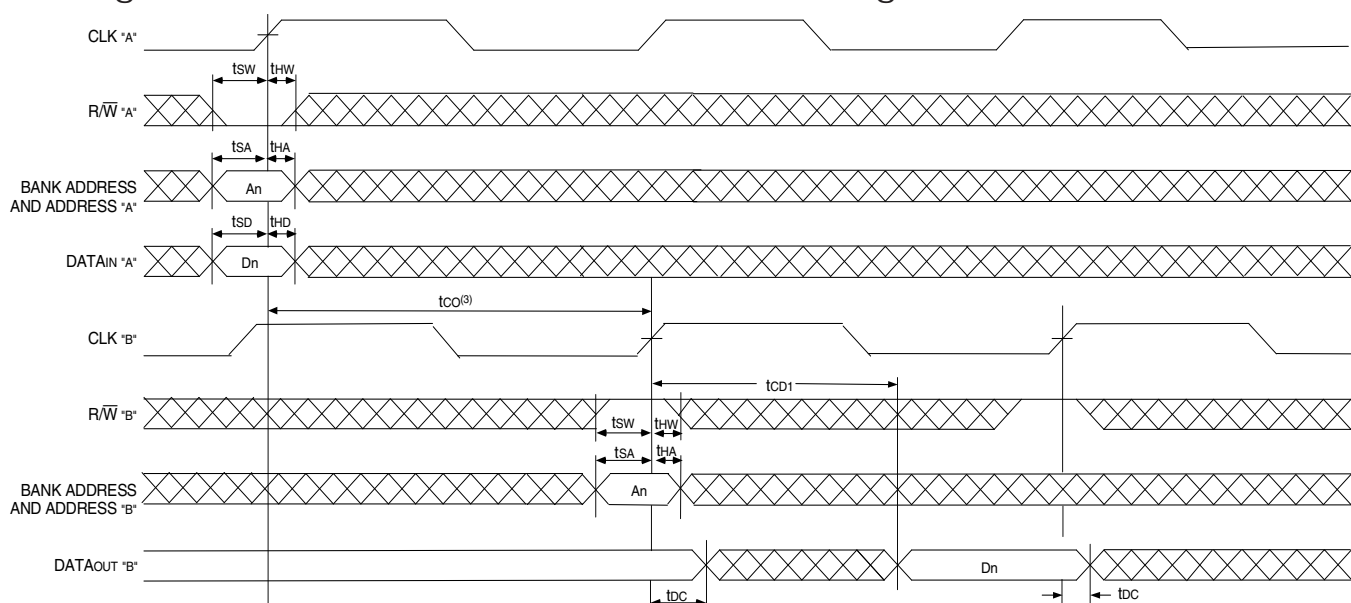 CLK "A"
tSW tHW
R/W̅ "A"
tSA tHA
BANK ADDRESS
AND ADDRESS "A"
An
tSD tHD
DATAIN "A"
Dn
tCO(3)
CLK "B"
tCD1
R/W̅ "B"
tSW tHW
tSA tHA
BANK ADDRESS
AND ADDRESS "B"
An
DATAOUT "B"
Dn
tDC
tDC